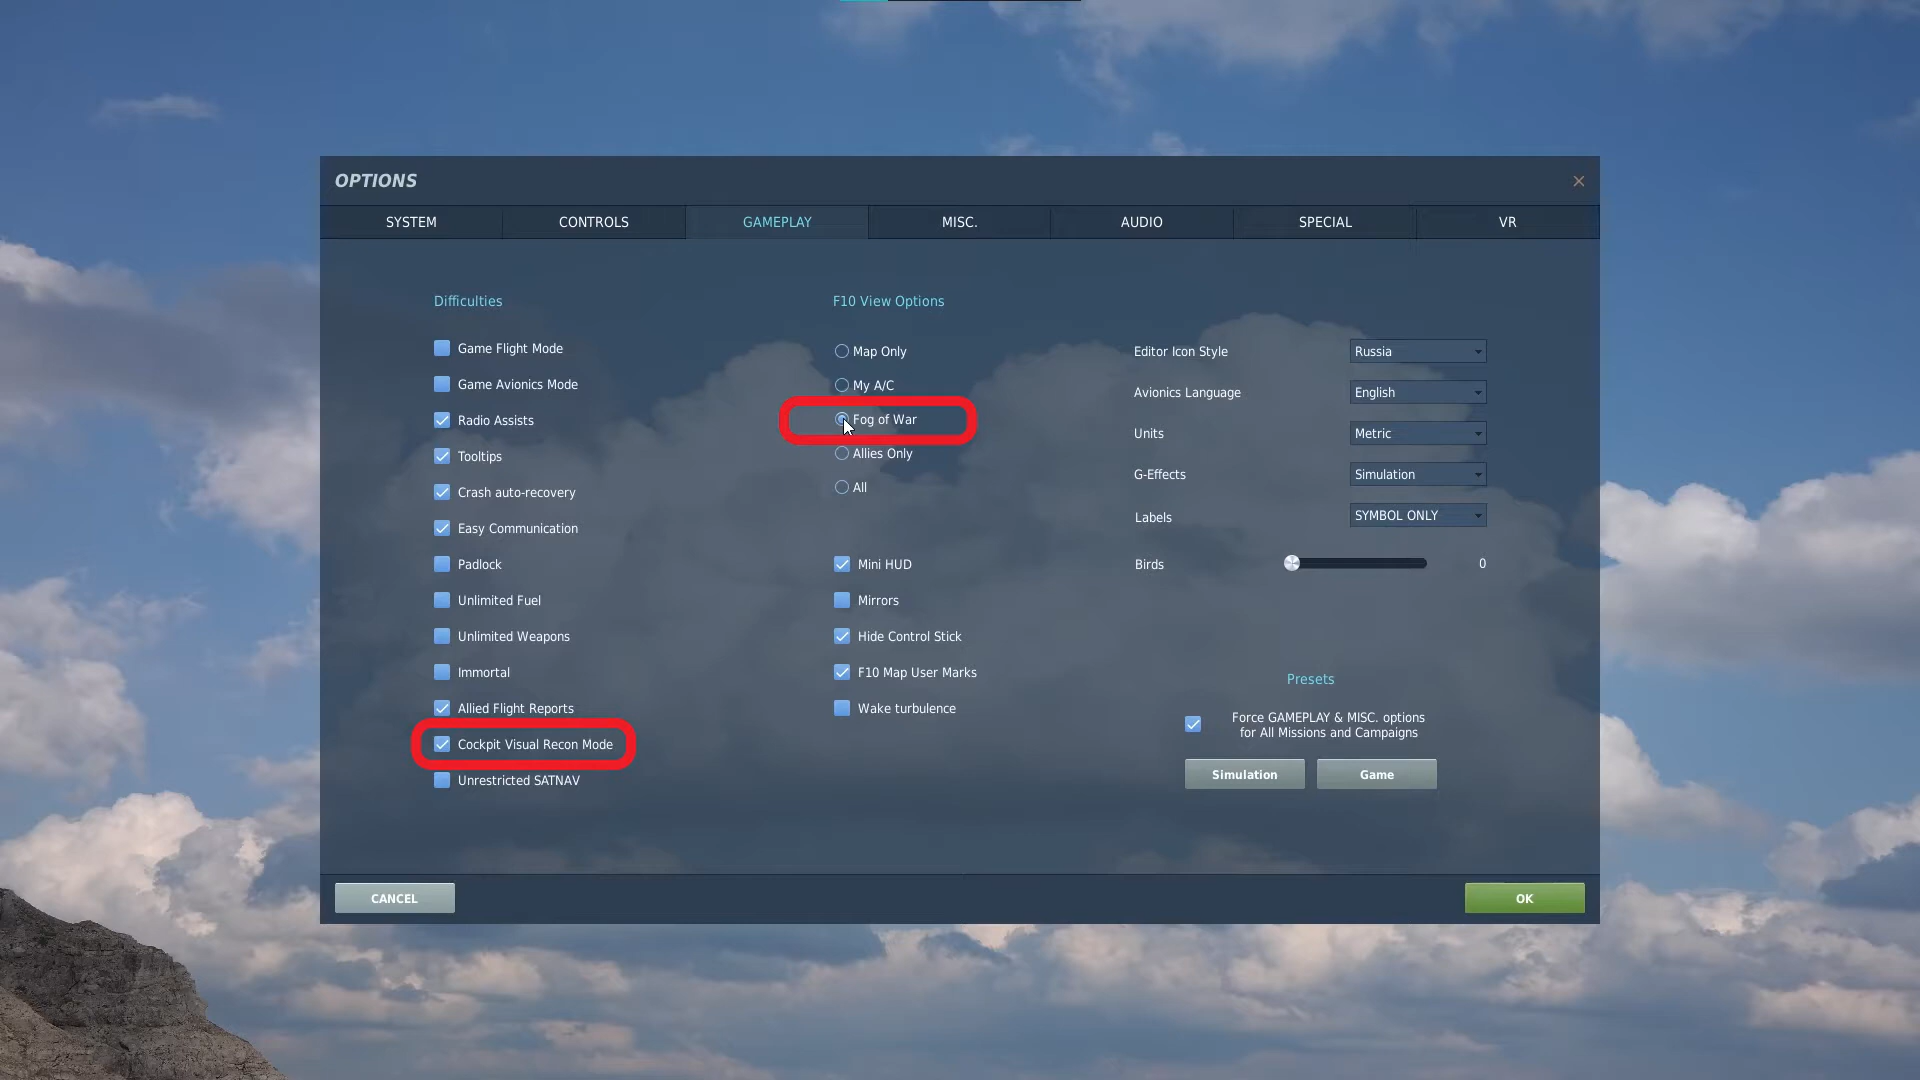 OPTIONS
SYSTEM
CONTROLS
GAMEPLAY
MISC.
AUDIO
SPECIAL
VR
Difficulties
Game Flight Mode
Game Avionics Mode
Radio Assists
Tooltips
Crash auto-recovery
Easy Communication
Padlock
Unlimited Fuel
Unlimited Weapons
Immortal
Allied Flight Reports
Cockpit Visual Recon Mode
Unrestricted SATNAV
F10 View Options
Map Only
My A/C
Fog of War
Allies Only
All
Mini HUD
Mirrors
Hide Control Stick
F10 Map User Marks
Wake turbulence
Editor Icon Style Russia
Avionics Language English
Units Metric
G-Effects Simulation
Labels SYMBOL ONLY
Birds 0
Presets
Force GAMEPLAY & MISC. options
for All Missions and Campaigns
Simulation
Game
CANCEL
OK